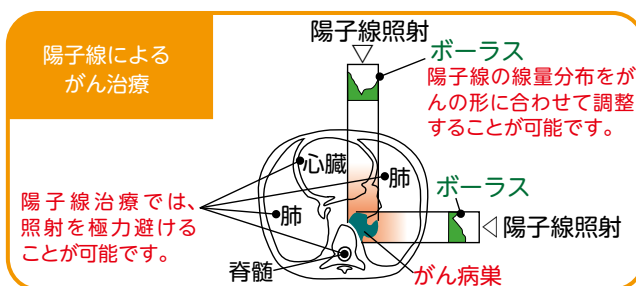 陽子線による
がん治療
陽子線照射
ボーラス
陽子線の線量分布をが
んの形に合わせて調整
することが可能です。
心臓
肺
陽子線治療では、
照射を極力避ける
ことが可能です。
肺
ボーラス
陽子線照射
脊髄
がん病巣